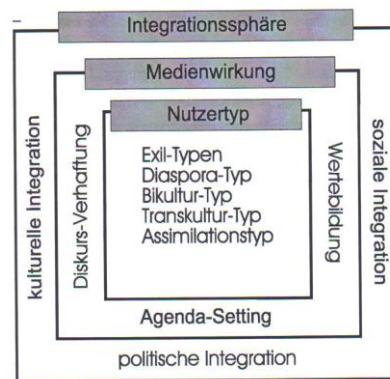 Integrationssphäre
Medienwirkung
Nutzertyp
Exil-Typen
Diaspora-Typ
Bikultur-Typ
Transkultur-Typ
Assimilationstyp
kulturelle Integration
Diskurs-Verhaftung
Wertebildung
soziale Integration
Agenda-Setting
politische Integration